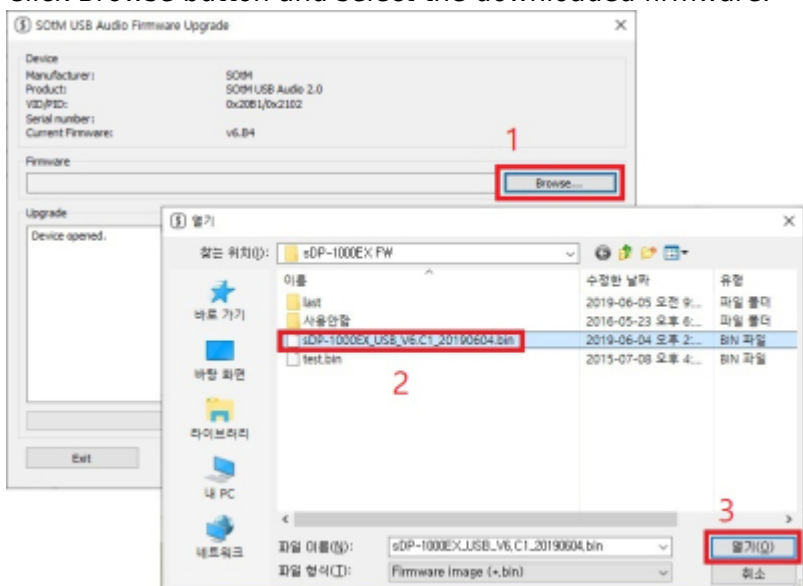 Click Browse button and select the downloaded firmware.
SOtM USB Audio Firmware Upgrade
Device
Manufacturer: SOtM
Product: SOtM USB Audio 2.0
VID/PID: 0x20B1/0x2102
Serial number:
Current Firmware: v6.B4
1
Firmware
Browse...
Upgrade
Device opened.
Exit
열기
찾는 위치(I): sDP-1000EX FW
이름 수정한 날짜 유형
last 2019-06-05 오전 9:... 파일 폴더
사용안함 2016-05-23 오후 6:... 파일 폴더
sDP-1000EX_USB_V6.C1_20190604.bin 2019-06-04 오후 2:... BIN 파일
test.bin 2015-07-08 오후 4:... BIN 파일
2
바로 가기
바탕 화면
라이브러리
내 PC
네트워크
3
파일 이름(N): sDP-1000EX_USB_V6.C1_20190604.bin 열기(O)
파일 형식(T): Firmware image (*.bin) 취소